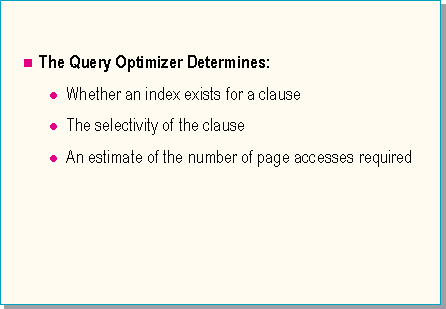 The Query Optimizer Determines:
Whether an index exists for a clause
The selectivity of the clause
An estimate of the number of page accesses required